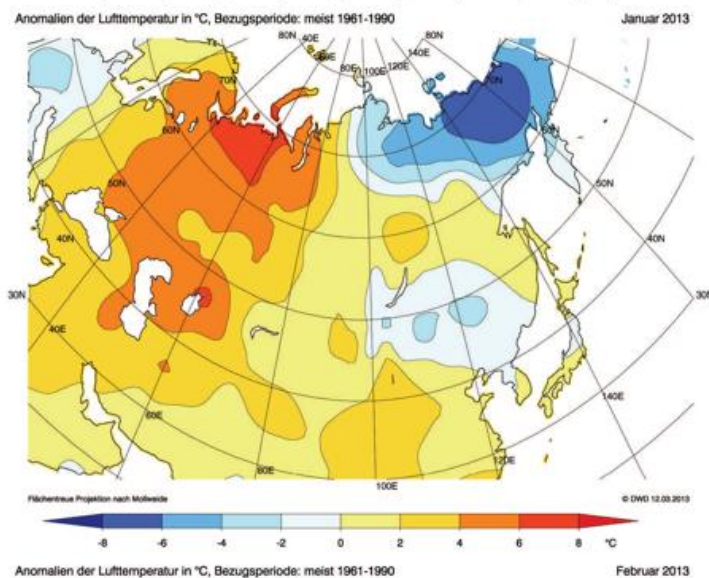 Anomalien der Lufttemperatur in °C, Bezugsperiode: meist 1961-1990 Januar 2013
80N 40E 80N
140E
80E 100E 120E
70N 70N
60N 60N
50N 50N
40N 40N
30N 30N
40E 140E
60E 120E
80E
100E
Flächentreue Projektion nach Mollweide © DWD 12.03.2013
-8 -6 -4 -2 0 2 4 6 8 °C
Anomalien der Lufttemperatur in °C, Bezugsperiode: meist 1961-1990 Februar 2013